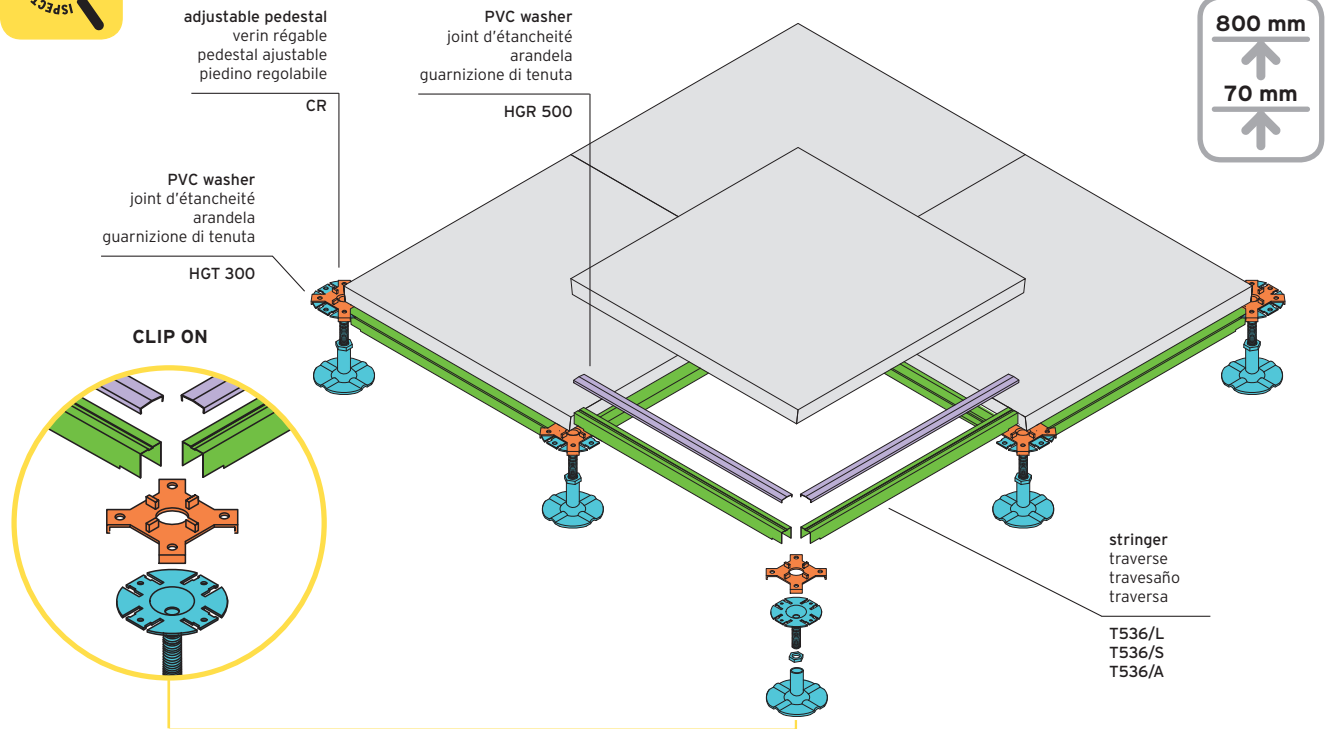 adjustable pedestal
verin régable
pedestal ajustable
piedino regolabile
CR
PVC washer
joint d'étancheité
arandela
guarnizione di tenuta
HGR 500
800 mm
70 mm
PVC washer
joint d'étancheité
arandela
guarnizione di tenuta
HGT 300
CLIP ON
stringer
traverse
travesaño
traversa
T536/L
T536/S
T536/A